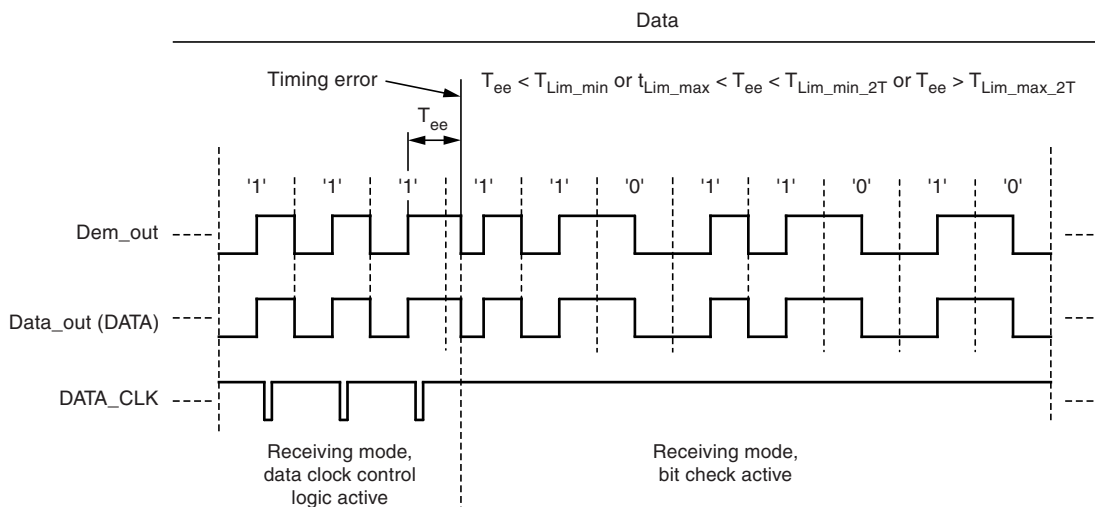 Data
Timing error
T_ee < T_Lim_min or t_Lim_max < T_ee < T_Lim_min_2T or T_ee > T_Lim_max_2T
T_ee
'1' '1' '1' '1' '1' '0' '1' '1' '0' '1' '0'
Dem_out
Data_out (DATA)
DATA_CLK
Receiving mode,
data clock control
logic active
Receiving mode,
bit check active